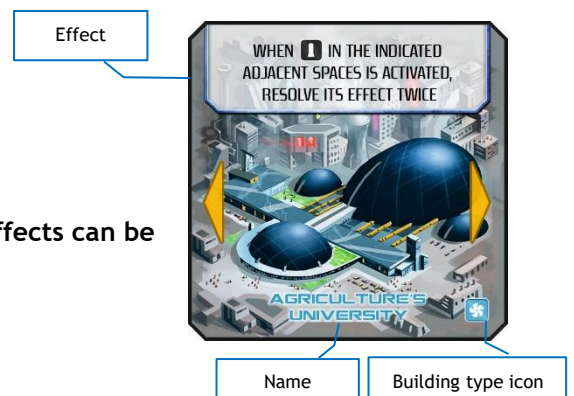 Effect
WHEN IN THE INDICATED
ADJACENT SPACES IS ACTIVATED,
RESOLVE ITS EFFECT TWICE
ffects can be
AGRICULTURE'S
UNIVERSITY
Name
Building type icon